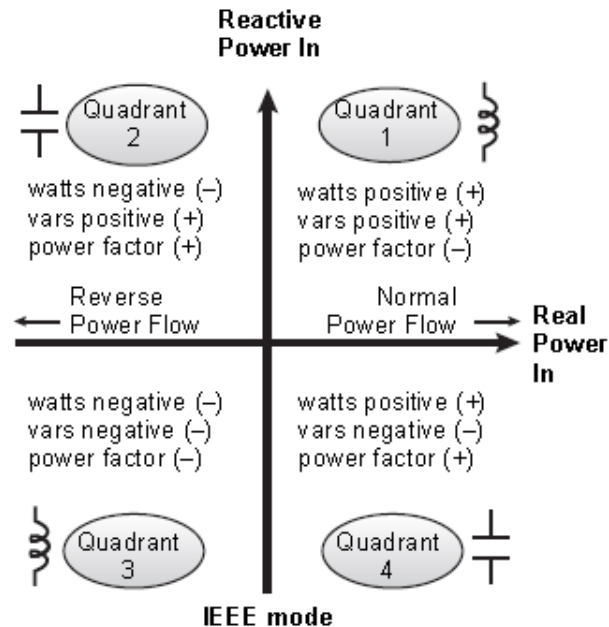 Reactive
Power In
Quadrant
2
Quadrant
1
watts negative (–)
vars positive (+)
power factor (+)
watts positive (+)
vars positive (+)
power factor (–)
Reverse
Power Flow
Normal
Power Flow
Real
Power
In
watts negative (–)
vars negative (–)
power factor (–)
watts positive (+)
vars negative (–)
power factor (+)
Quadrant
3
Quadrant
4
IEEE mode